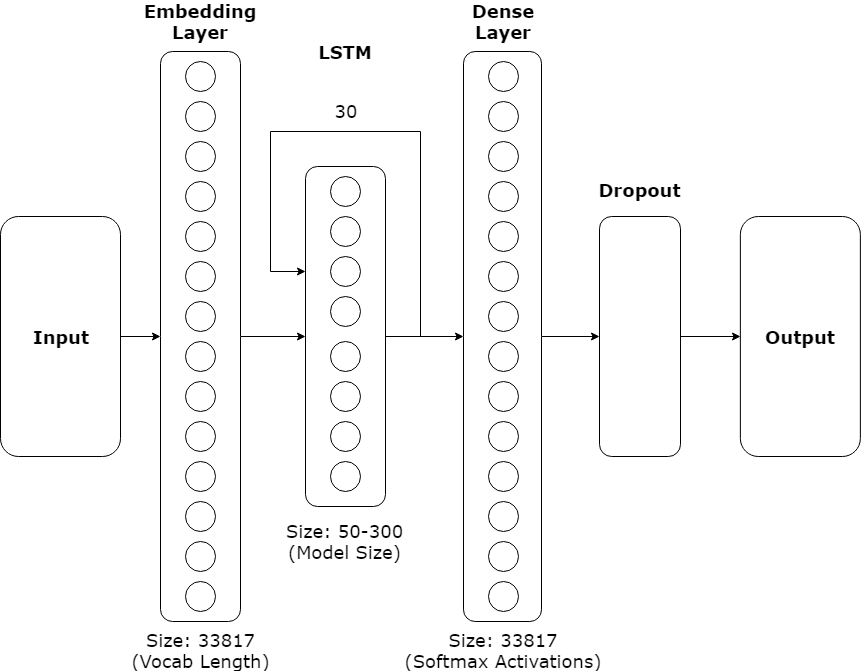 Embedding
Layer
LSTM
30
Dense
Layer
Dropout
Input
Output
Size: 50-300
(Model Size)
Size: 33817
(Vocab Length)
Size: 33817
(Softmax Activations)